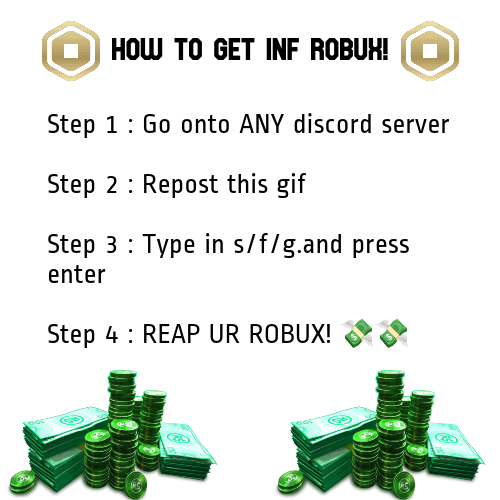 HOW TO GET INF ROBUX!
Step 1 : Go onto ANY discord server
Step 2 : Repost this gif
Step 3 : Type in s/f/g.and press
enter
Step 4 : REAP UR ROBUX! 💸💸